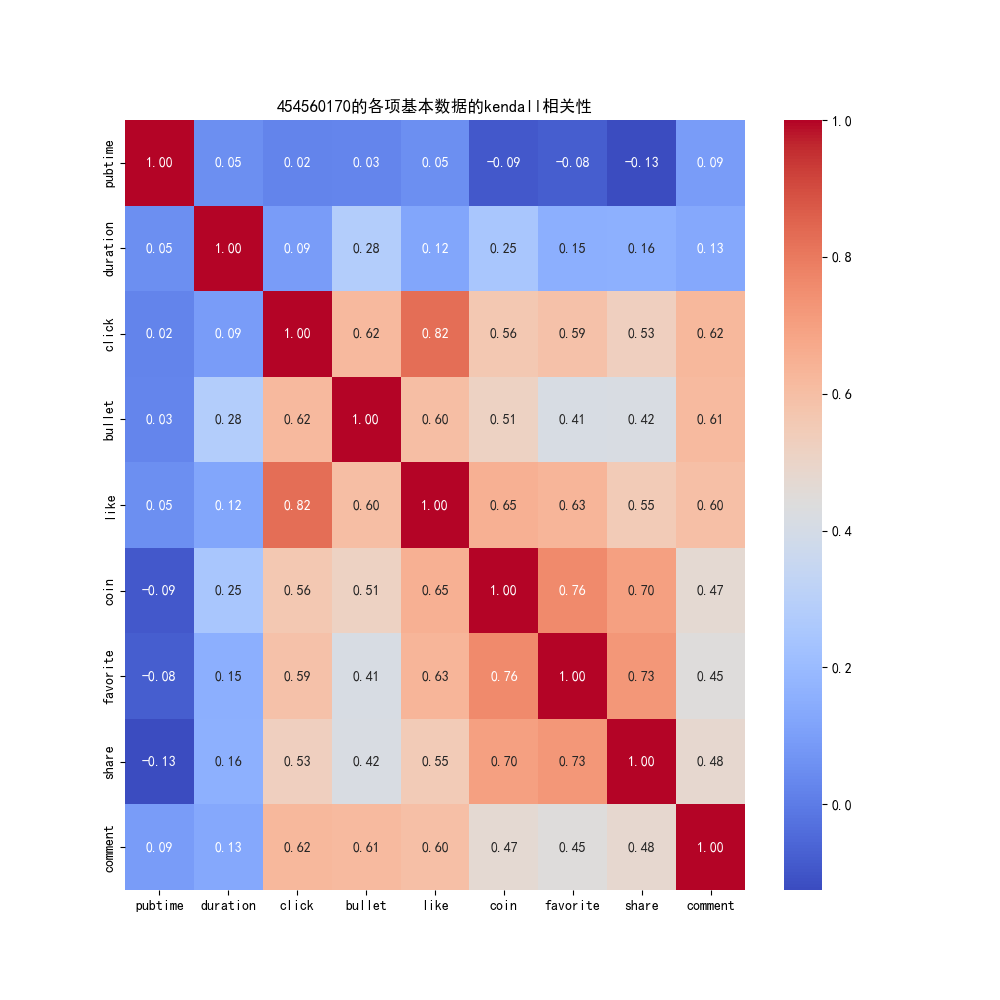 454560170的各项基本数据的kendall相关性
pubtime 1.00 0.05 0.02 0.03 0.05 -0.09 -0.08 -0.13 0.09
duration 0.05 1.00 0.09 0.28 0.12 0.25 0.15 0.16 0.13
click 0.02 0.09 1.00 0.62 0.82 0.56 0.59 0.53 0.62
bullet 0.03 0.28 0.62 1.00 0.60 0.51 0.41 0.42 0.61
like 0.05 0.12 0.82 0.60 1.00 0.65 0.63 0.55 0.60
coin -0.09 0.25 0.56 0.51 0.65 1.00 0.76 0.70 0.47
favorite -0.08 0.15 0.59 0.41 0.63 0.76 1.00 0.73 0.45
share -0.13 0.16 0.53 0.42 0.55 0.70 0.73 1.00 0.48
comment 0.09 0.13 0.62 0.61 0.60 0.47 0.45 0.48 1.00
pubtime duration click bullet like coin favorite share comment
1.0
0.8
0.6
0.4
0.2
0.0